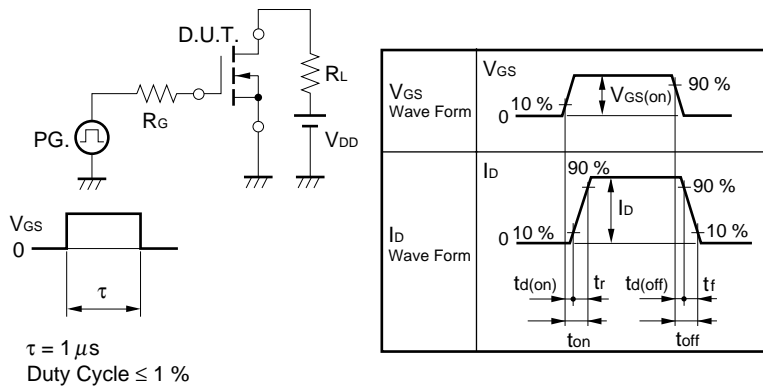 D.U.T.
RL
RG
PG.
VDD
VGS
0
τ
τ = 1 μs
Duty Cycle ≤ 1 %
VGS
Wave Form
VGS
10 %
0
VGS(on)
90 %
ID
Wave Form
ID
90 %
90 %
ID
0
10 %
10 %
td(on)
tr
td(off)
tf
ton
toff